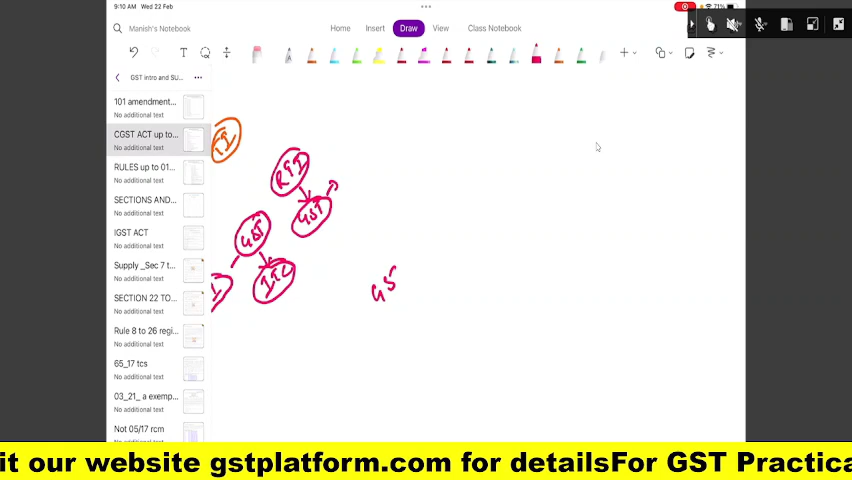 9:10 AM Wed 22 Feb
71%
Manish's Notebook
Home Insert Draw View Class Notebook
GST intro and SU...
101 amendment...
No additional text
CGST ACT up to...
No additional text
RULES up to 01...
No additional text
SECTIONS AND...
No additional text
IGST ACT
No additional text
Supply _Sec 7 t...
No additional text
SECTION 22 TO...
No additional text
Rule 8 to 26 regi...
No additional text
65_17 tcs
No additional text
03_21_ a exemp...
No additional text
Not 05/17 rcm
No additional text
GST
GST
GS
it our website gstplatform.com for detailsFor GST Practica